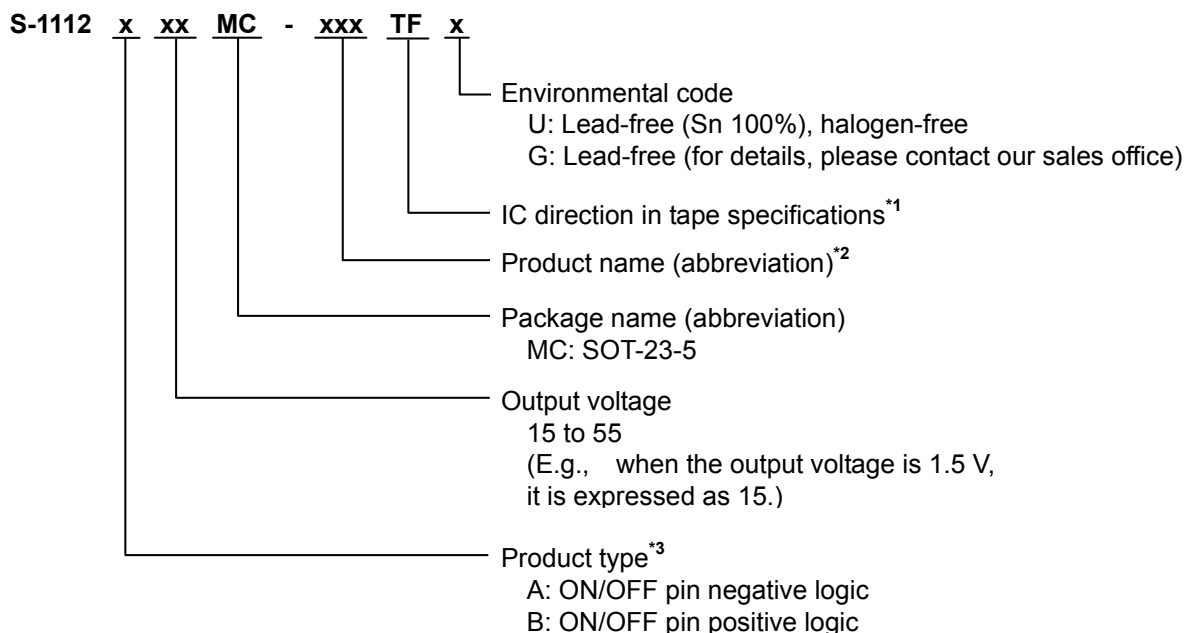 S-1112 x xx MC - xxx TF x
Environmental code
U: Lead-free (Sn 100%), halogen-free
G: Lead-free (for details, please contact our sales office)
IC direction in tape specifications*1
Product name (abbreviation)*2
Package name (abbreviation)
MC: SOT-23-5
Output voltage
15 to 55
(E.g., when the output voltage is 1.5 V,
it is expressed as 15.)
Product type*3
A: ON/OFF pin negative logic
B: ON/OFF pin positive logic